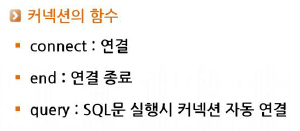 커넥션의 함수
connect : 연결
end : 연결 종료
query : SQL문 실행시 커넥션 자동 연결